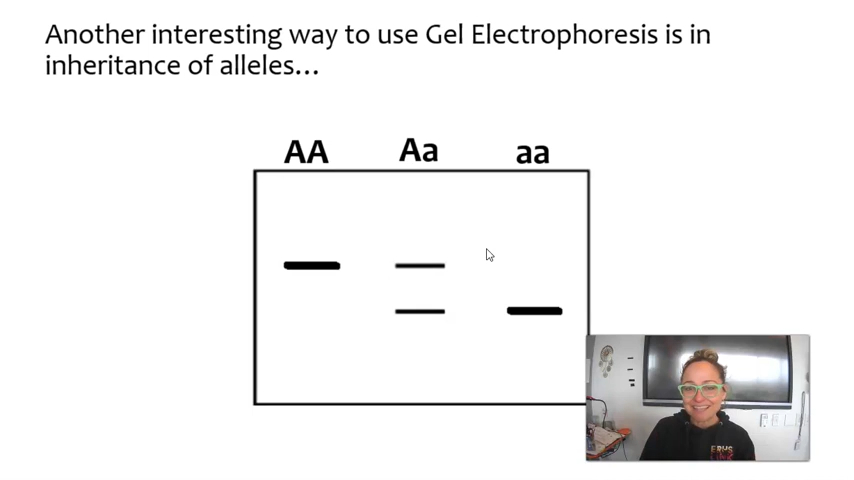 Another interesting way to use Gel Electrophoresis is in
inheritance of alleles...
AA Aa aa